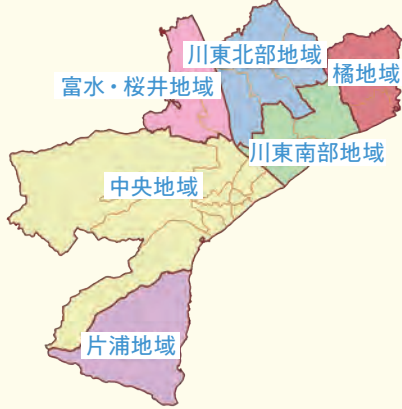 川東北部地域
橘地域
富水・桜井地域
川東南部地域
中央地域
片浦地域